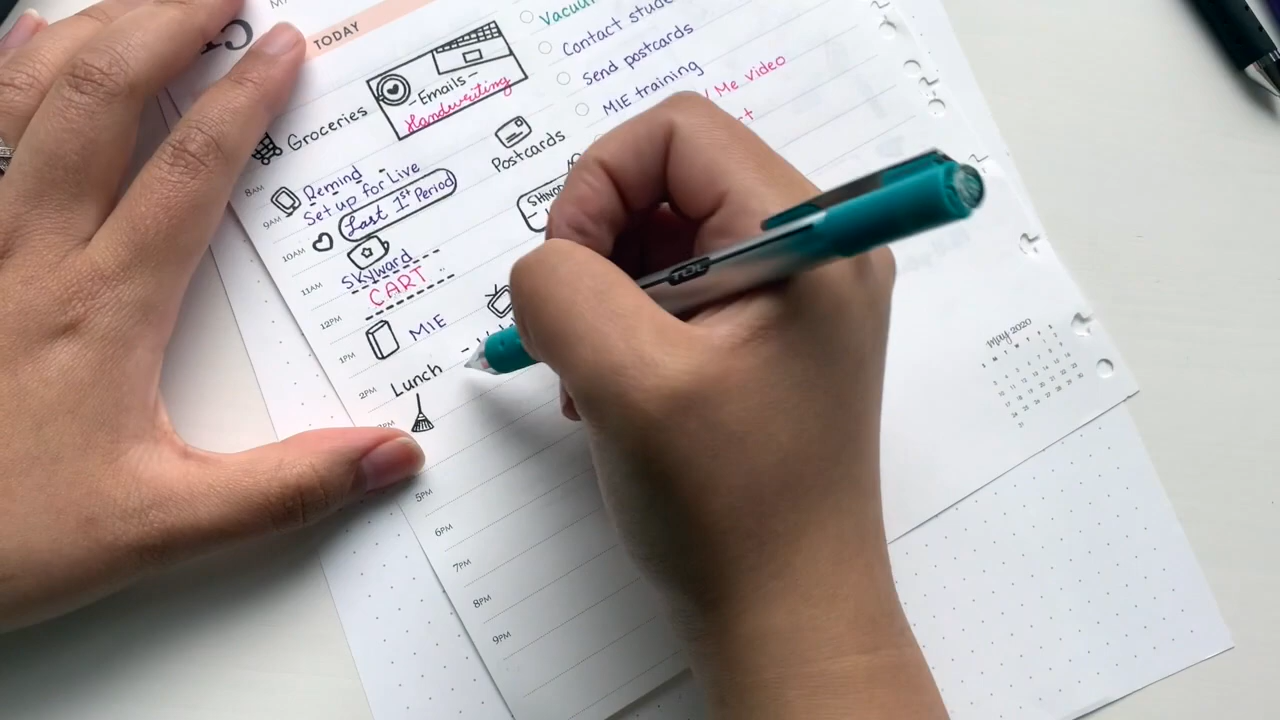 TODAY
Groceries
-Emails-
Handwriting
Postcards
8AM
Remind
Set up for Live
9AM
Last 1st Period
10AM
SKYWARD
11AM
CART
12PM
MIE
1PM
Lunch
2PM
5PM
6PM
7PM
8PM
9PM
Contact
Send postcards
MIE training
Me video
TUL
May 2020